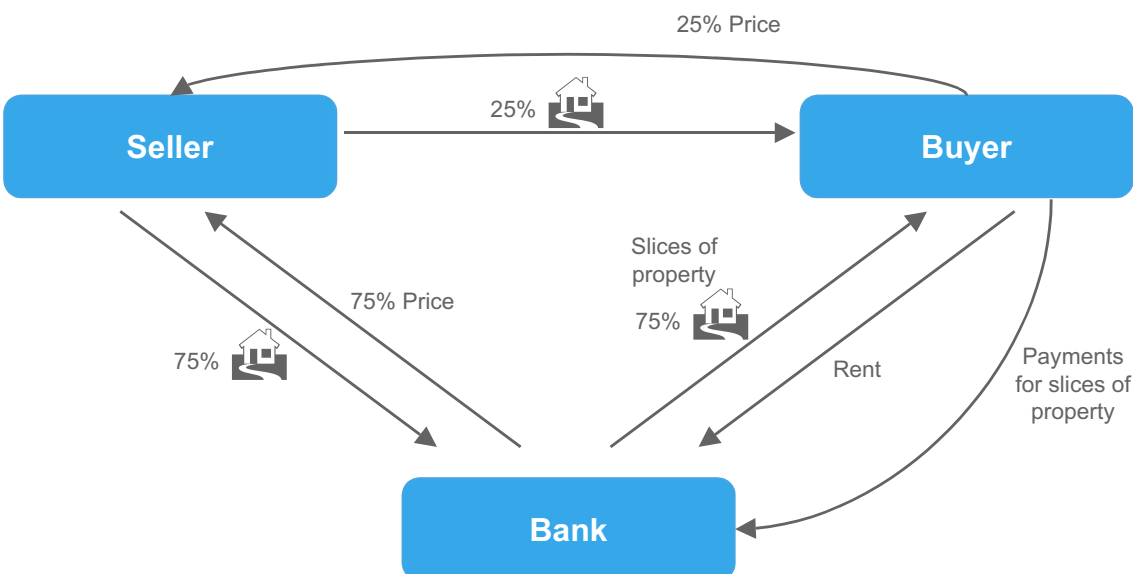 25% Price
25%
Seller
Buyer
Slices of
property
75% Price
75%
75%
Rent
Payments
for slices of
property
Bank